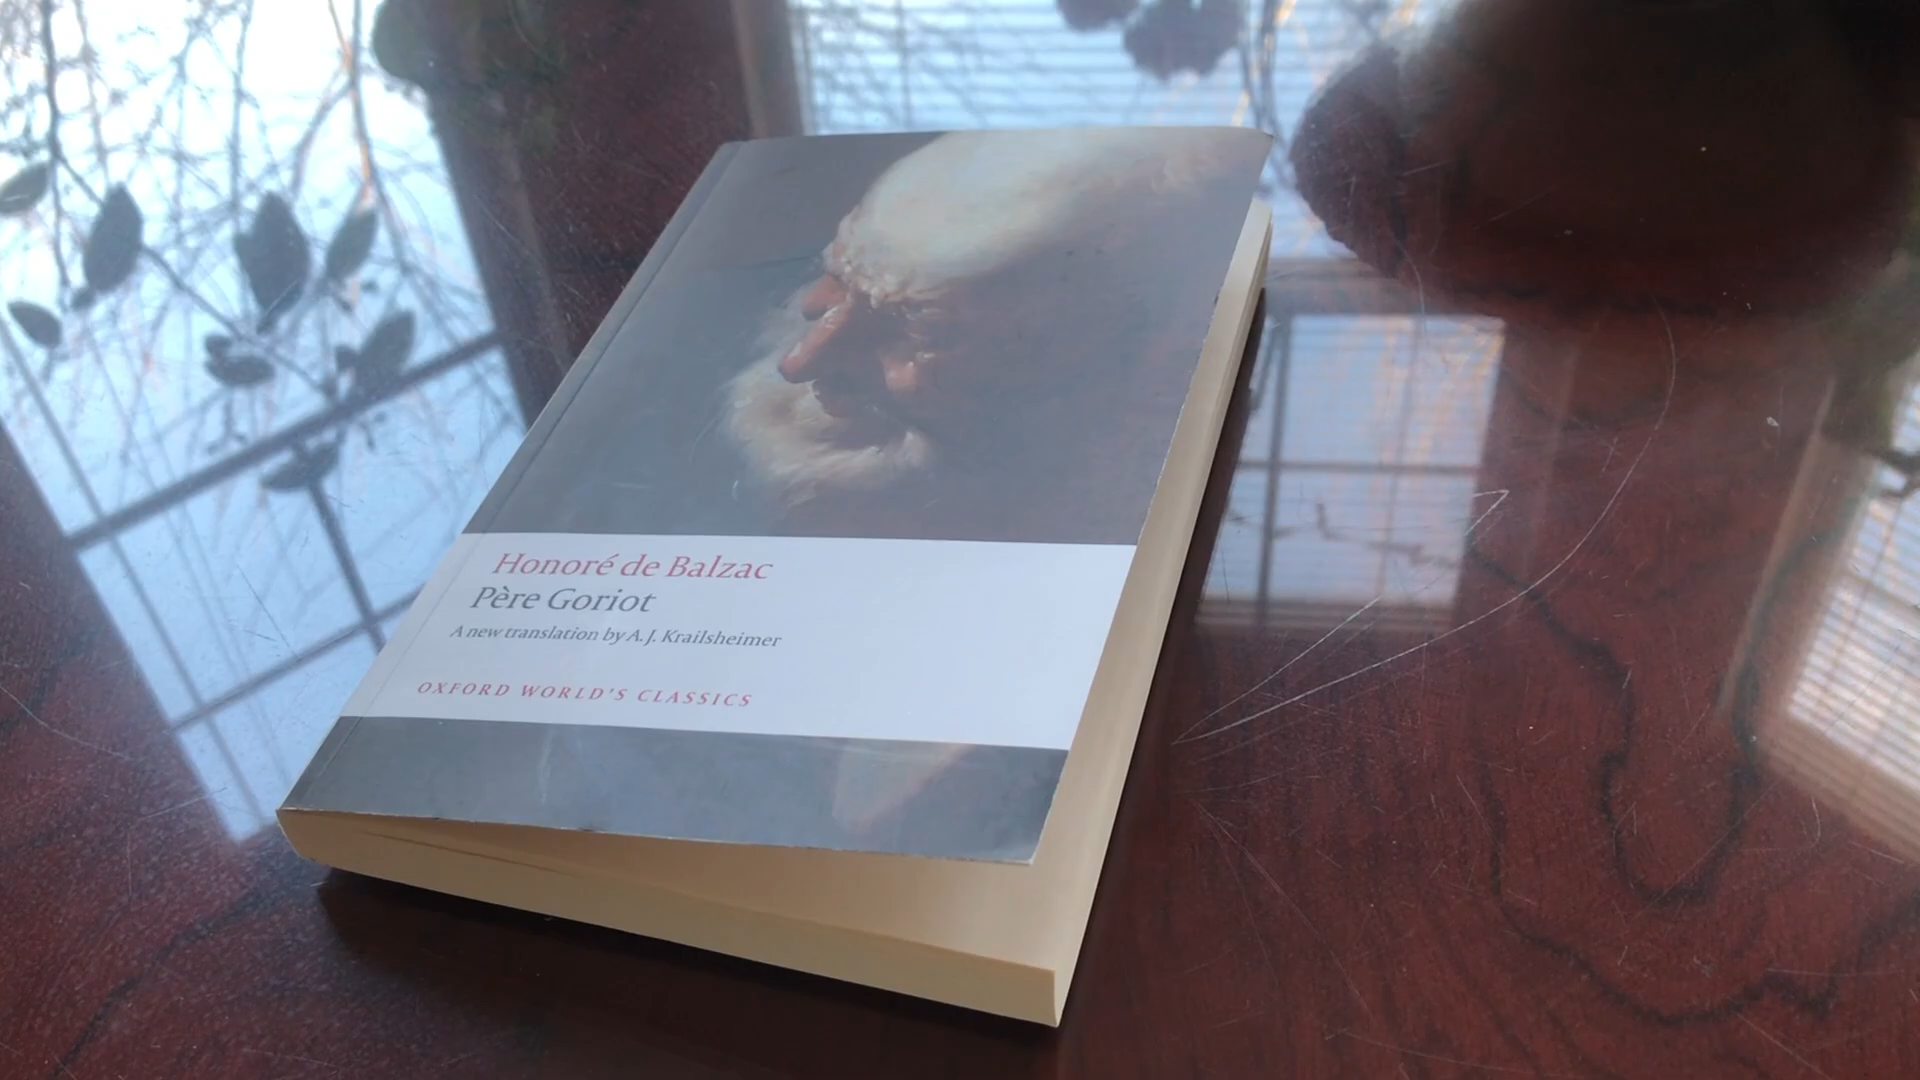 Honoré de Balzac
Père Goriot
A new translation by A. J. Krailsheimer
OXFORD WORLD'S CLASSICS